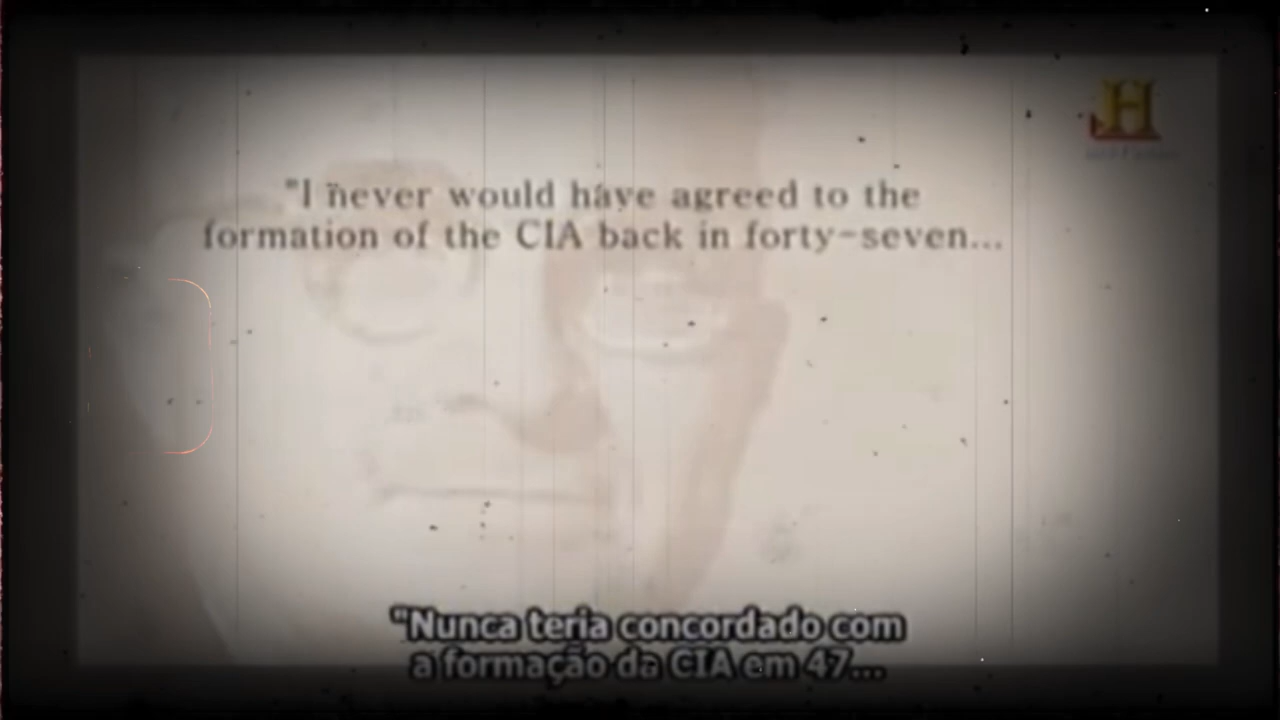 H
"I never would have agreed to the
formation of the CIA back in forty-seven...
"Nunca teria concordado com
a formação da CIA em 47...